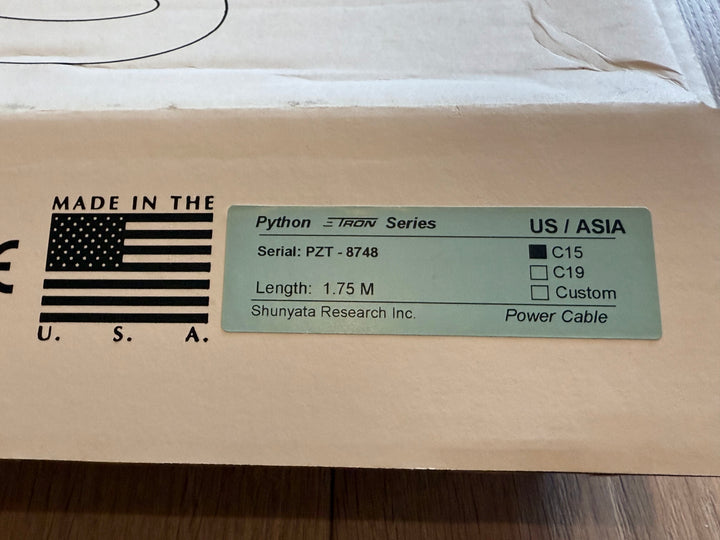 MADE IN THE
U. S. A.
Python ΞTRON Series
US / ASIA
Serial: PZT - 8748
C15
C19
Length: 1.75 M
Custom
Shunyata Research Inc.
Power Cable